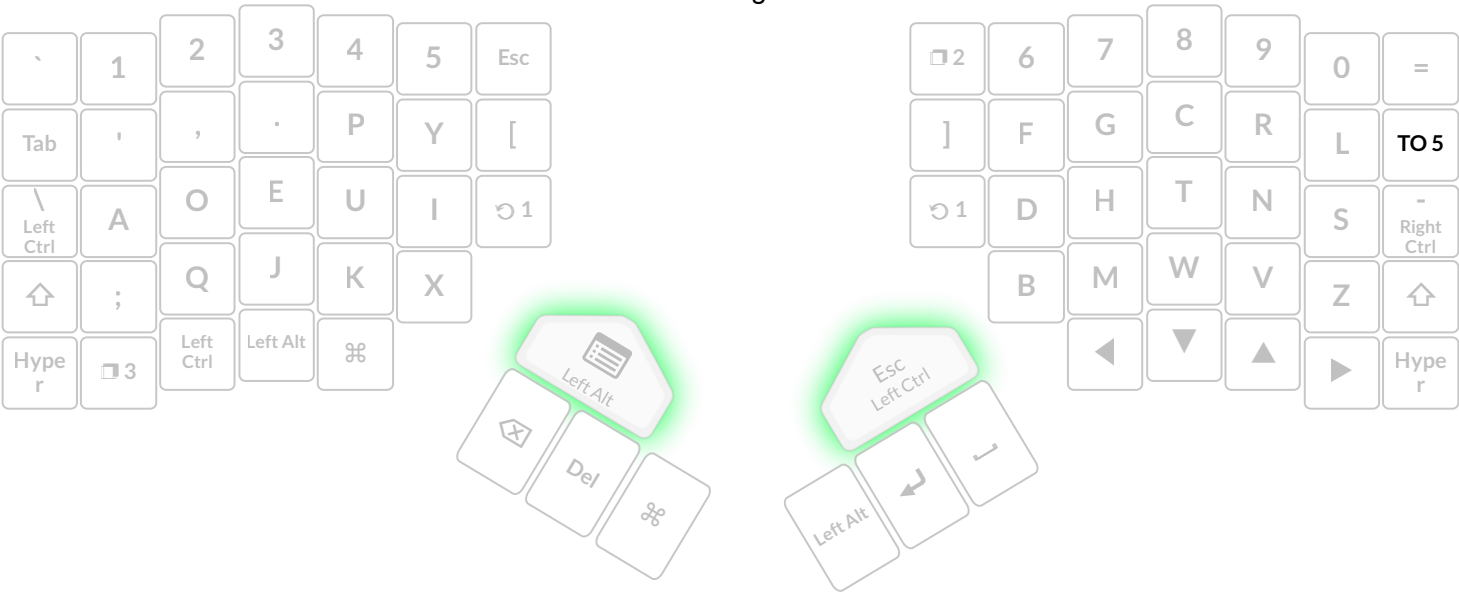 ` 1 2 3 4 5 Esc
2 6 7 8 9 0 =
Tab ' , . P Y [
] F G C R L TO 5
\ Left Ctrl A O E U I 1
1 D H T N S - Right Ctrl
; Q J K X
B M W V Z
Hype
r
3
Left
Ctrl
Left Alt
⌘
Hype
r
Left Alt
Del
⌘
Esc
Left Ctrl
Left Alt